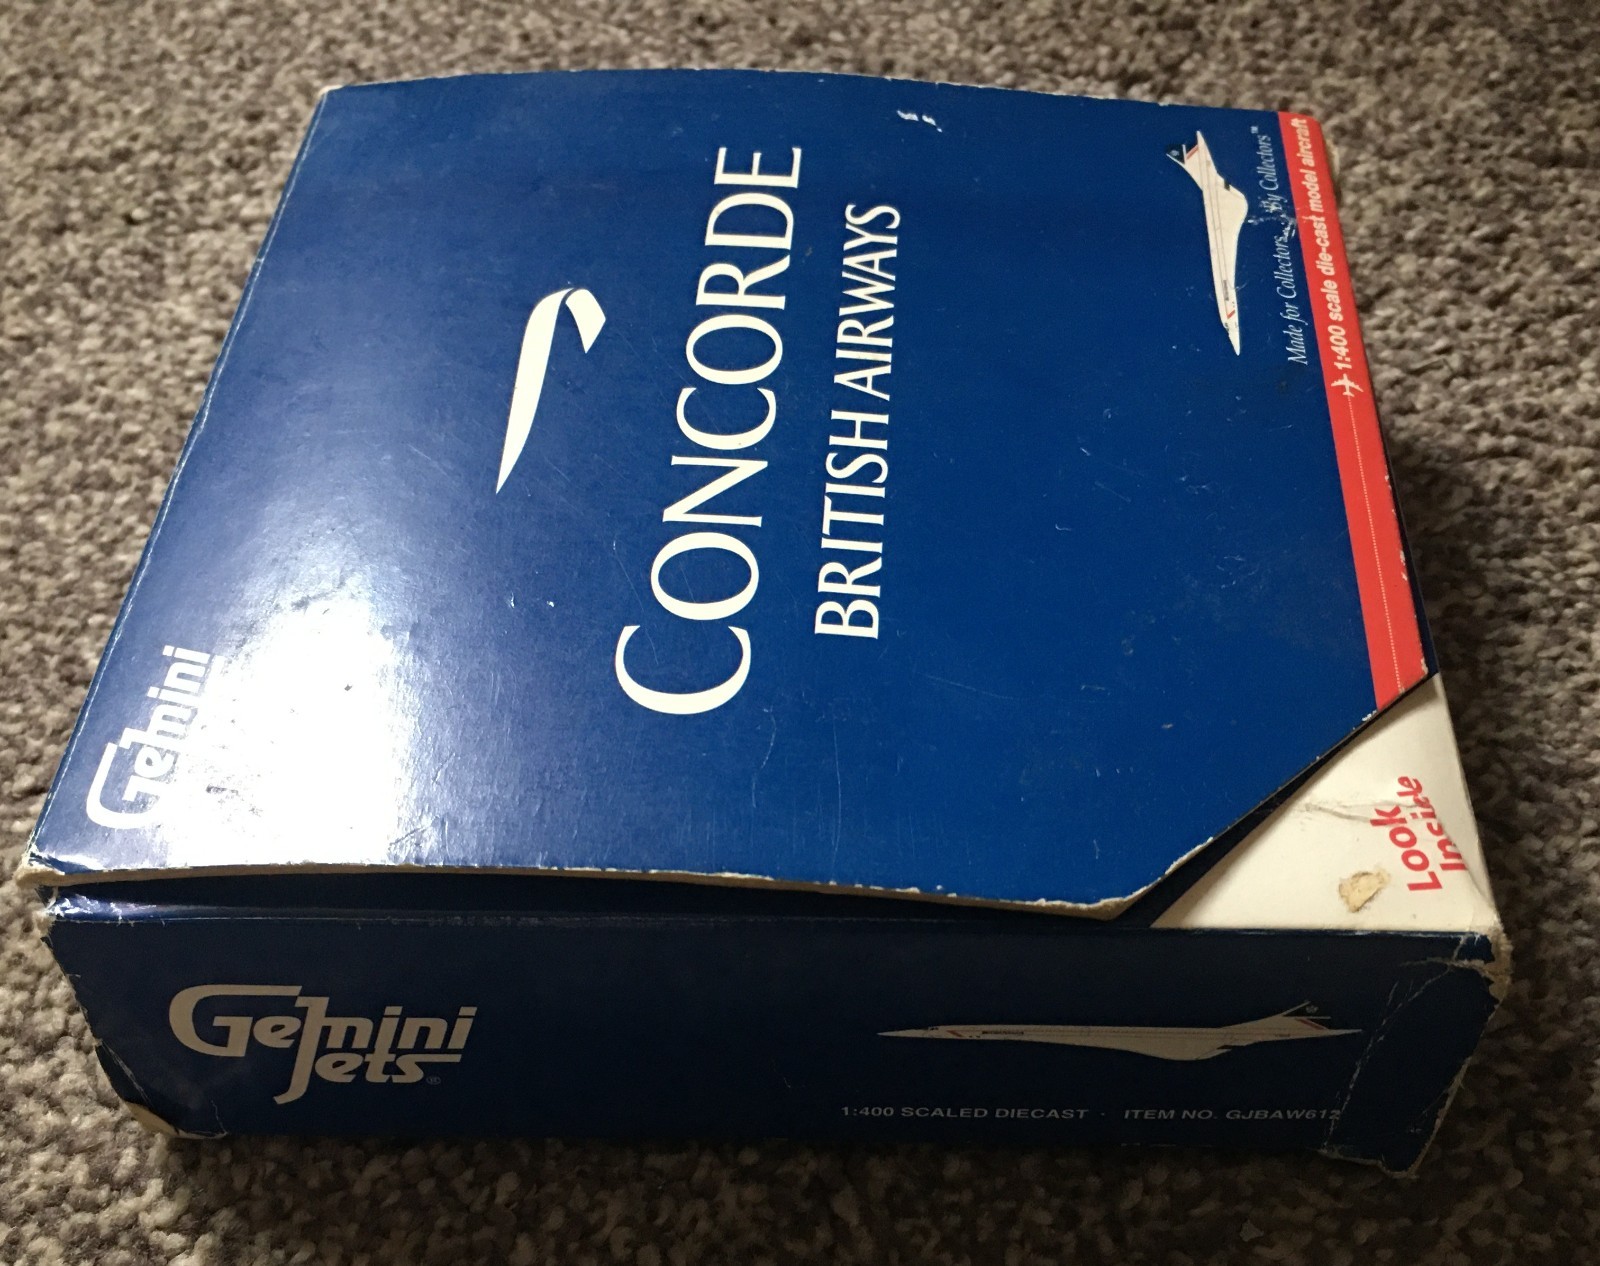 Gemini
CONCORDE
BRITISH AIRWAYS
Made for Collectors... By Collectors™
1:400 scale die-cast model aircraft
Look
Inside
Gemini
Jets®
1:400 SCALED DIECAST · ITEM NO. GJBAW612